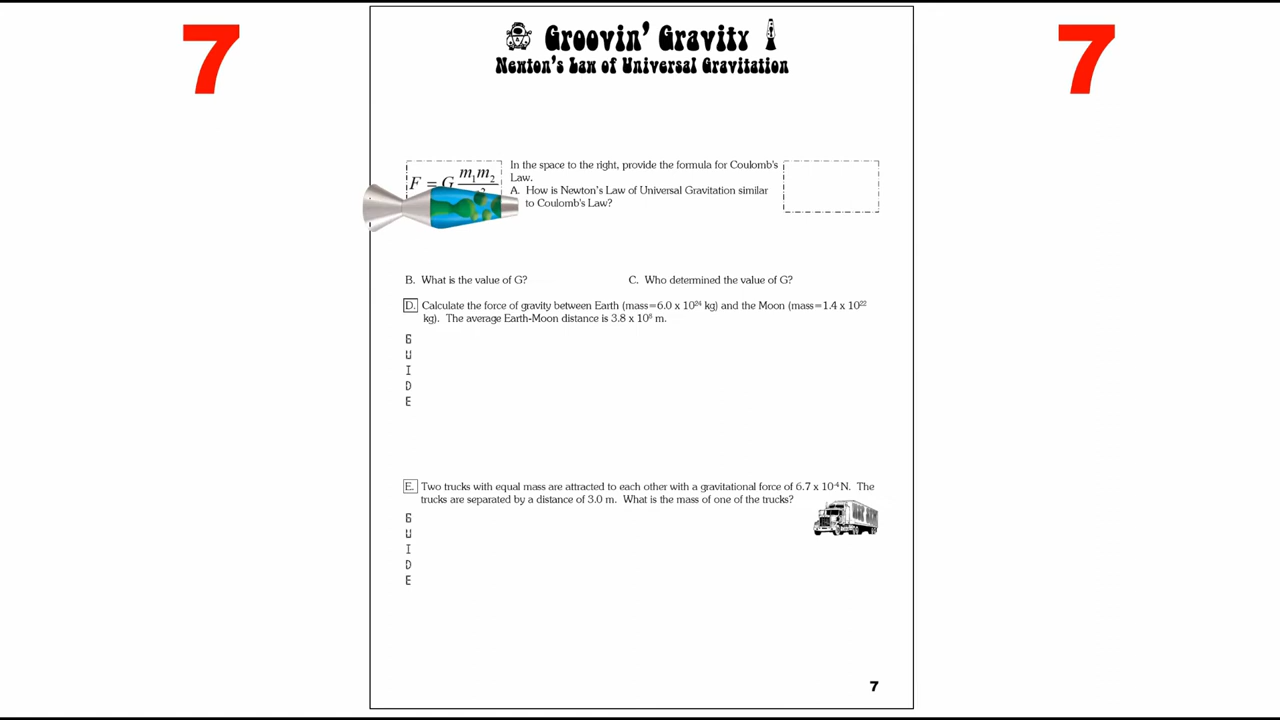 7
7
Groovin' Gravity
Newton's Law of Universal Gravitation
F = G m₁m₂
In the space to the right, provide the formula for Coulomb's
Law.
A. How is Newton's Law of Universal Gravitation similar
to Coulomb's Law?
B. What is the value of G?
C. Who determined the value of G?
D. Calculate the force of gravity between Earth (mass=6.0 x 10²⁴ kg) and the Moon (mass=1.4 x 10²²
kg). The average Earth-Moon distance is 3.8 x 10⁸ m.
G
U
I
D
E
E. Two trucks with equal mass are attracted to each other with a gravitational force of 6.7 x 10⁻⁴ N. The
trucks are separated by a distance of 3.0 m. What is the mass of one of the trucks?
G
U
I
D
E
7